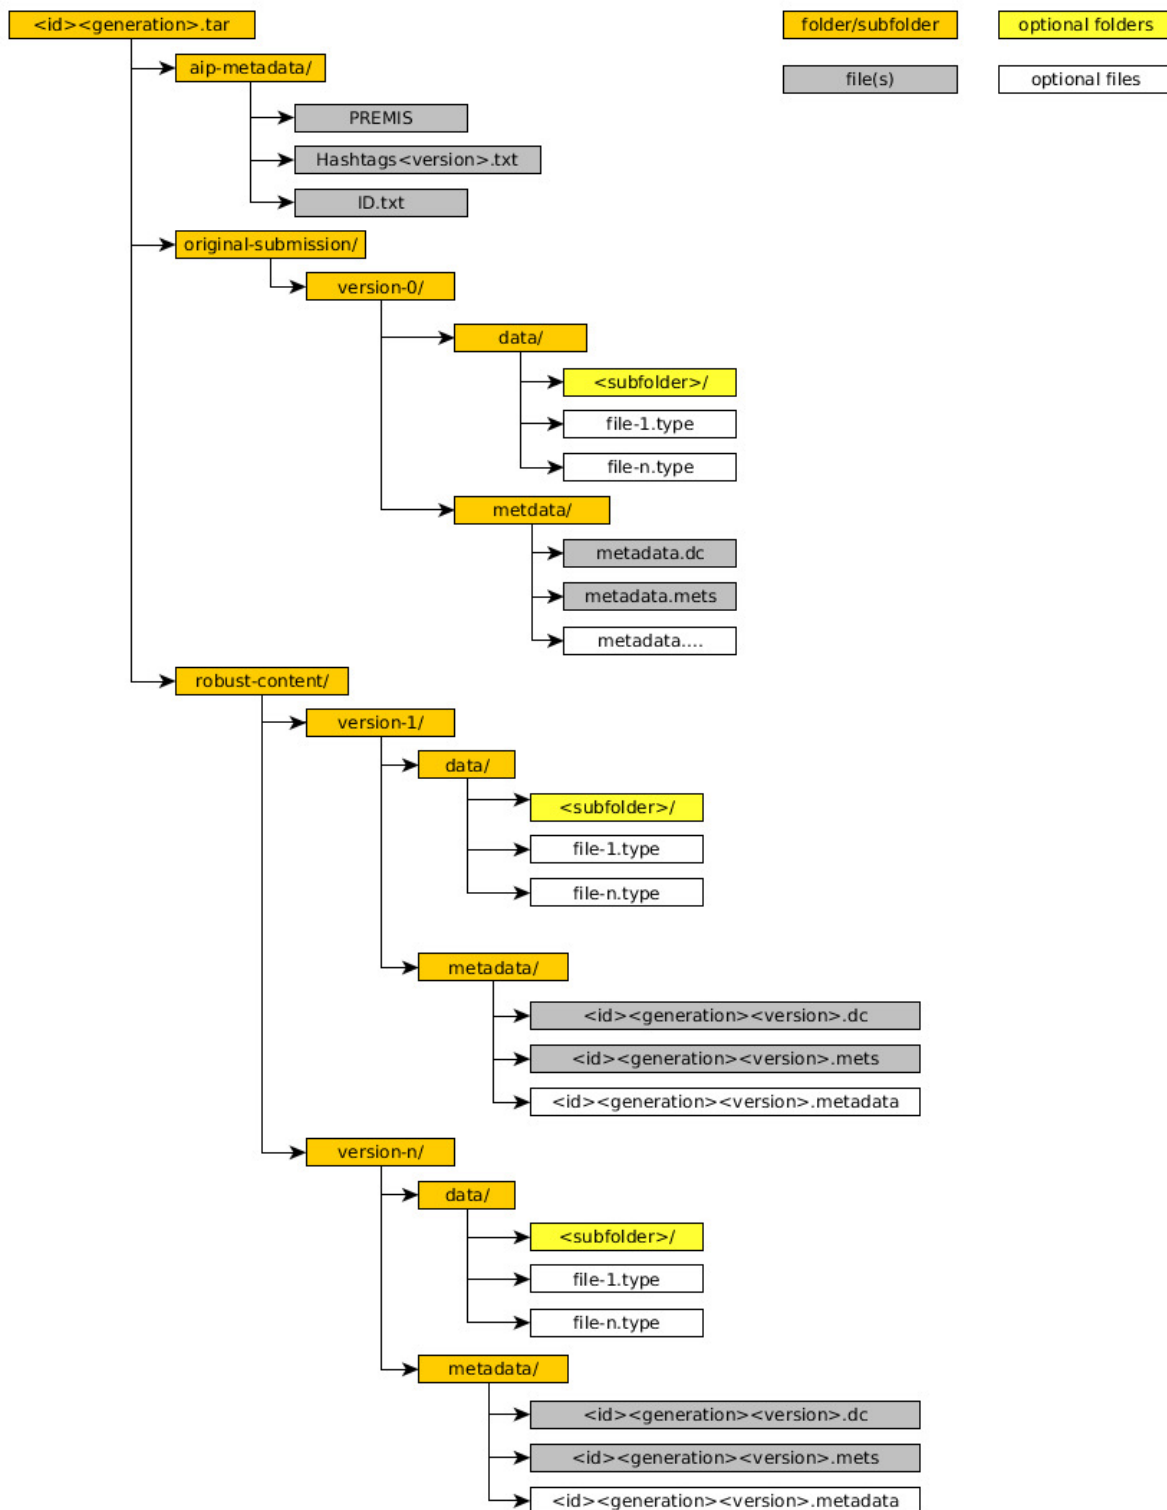 <id><generation>.tar
folder/subfolder
optional folders
aip-metadata/
file(s)
optional files
PREMIS
Hashtags<version>.txt
ID.txt
original-submission/
version-0/
data/
<subfolder>/
file-1.type
file-n.type
metdata/
metadata.dc
metadata.mets
metadata....
robust-content/
version-1/
data/
<subfolder>/
file-1.type
file-n.type
metadata/
<id><generation><version>.dc
<id><generation><version>.mets
<id><generation><version>.metadata
version-n/
data/
<subfolder>/
file-1.type
file-n.type
metadata/
<id><generation><version>.dc
<id><generation><version>.mets
<id><generation><version>.metadata